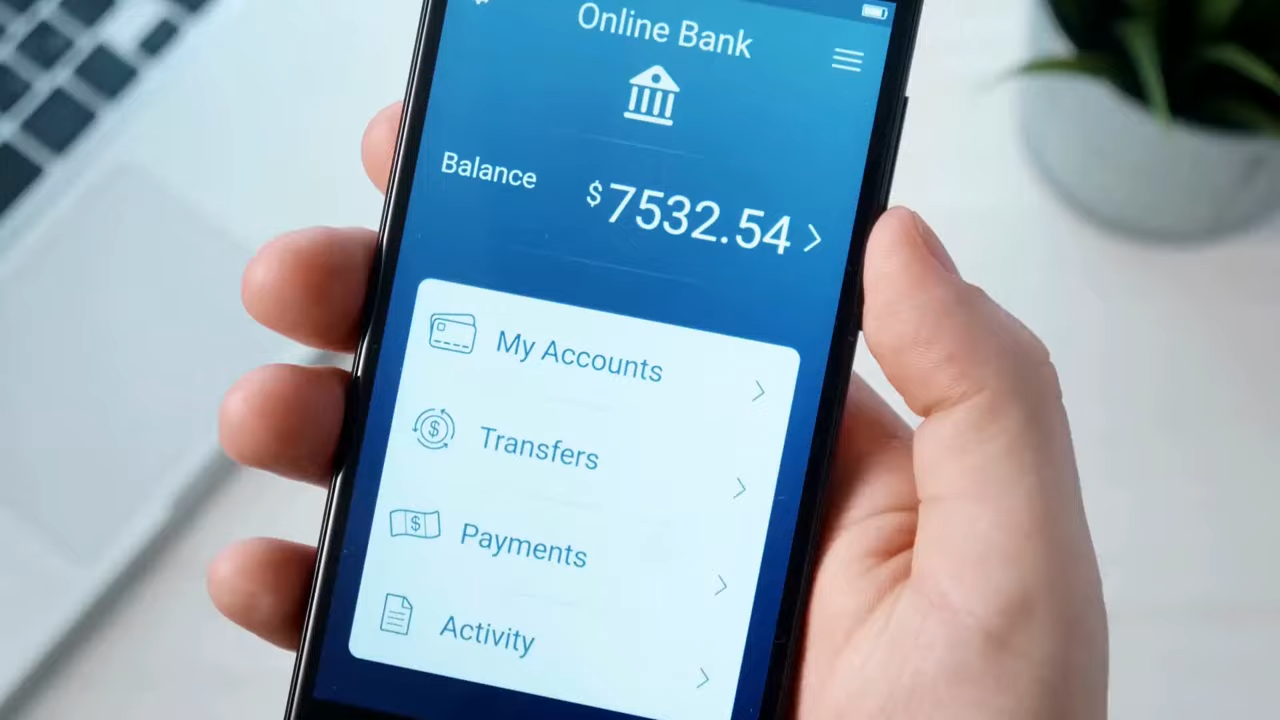 Online Bank
Balance $7532.54
My Accounts
Transfers
Payments
Activity